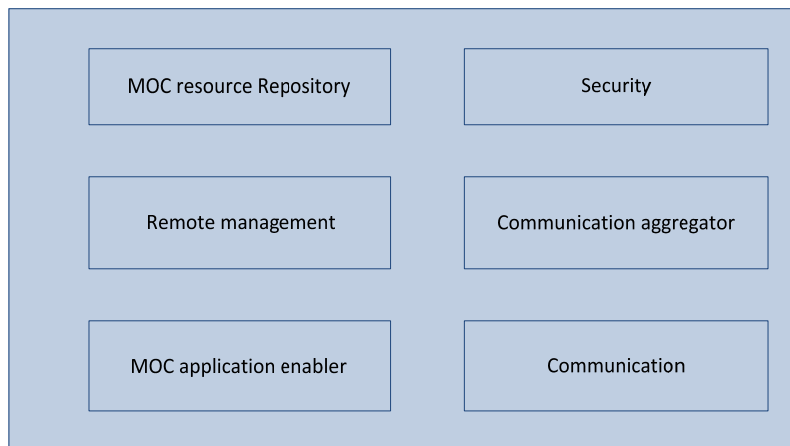 MOC resource Repository
Security
Remote management
Communication aggregator
MOC application enabler
Communication